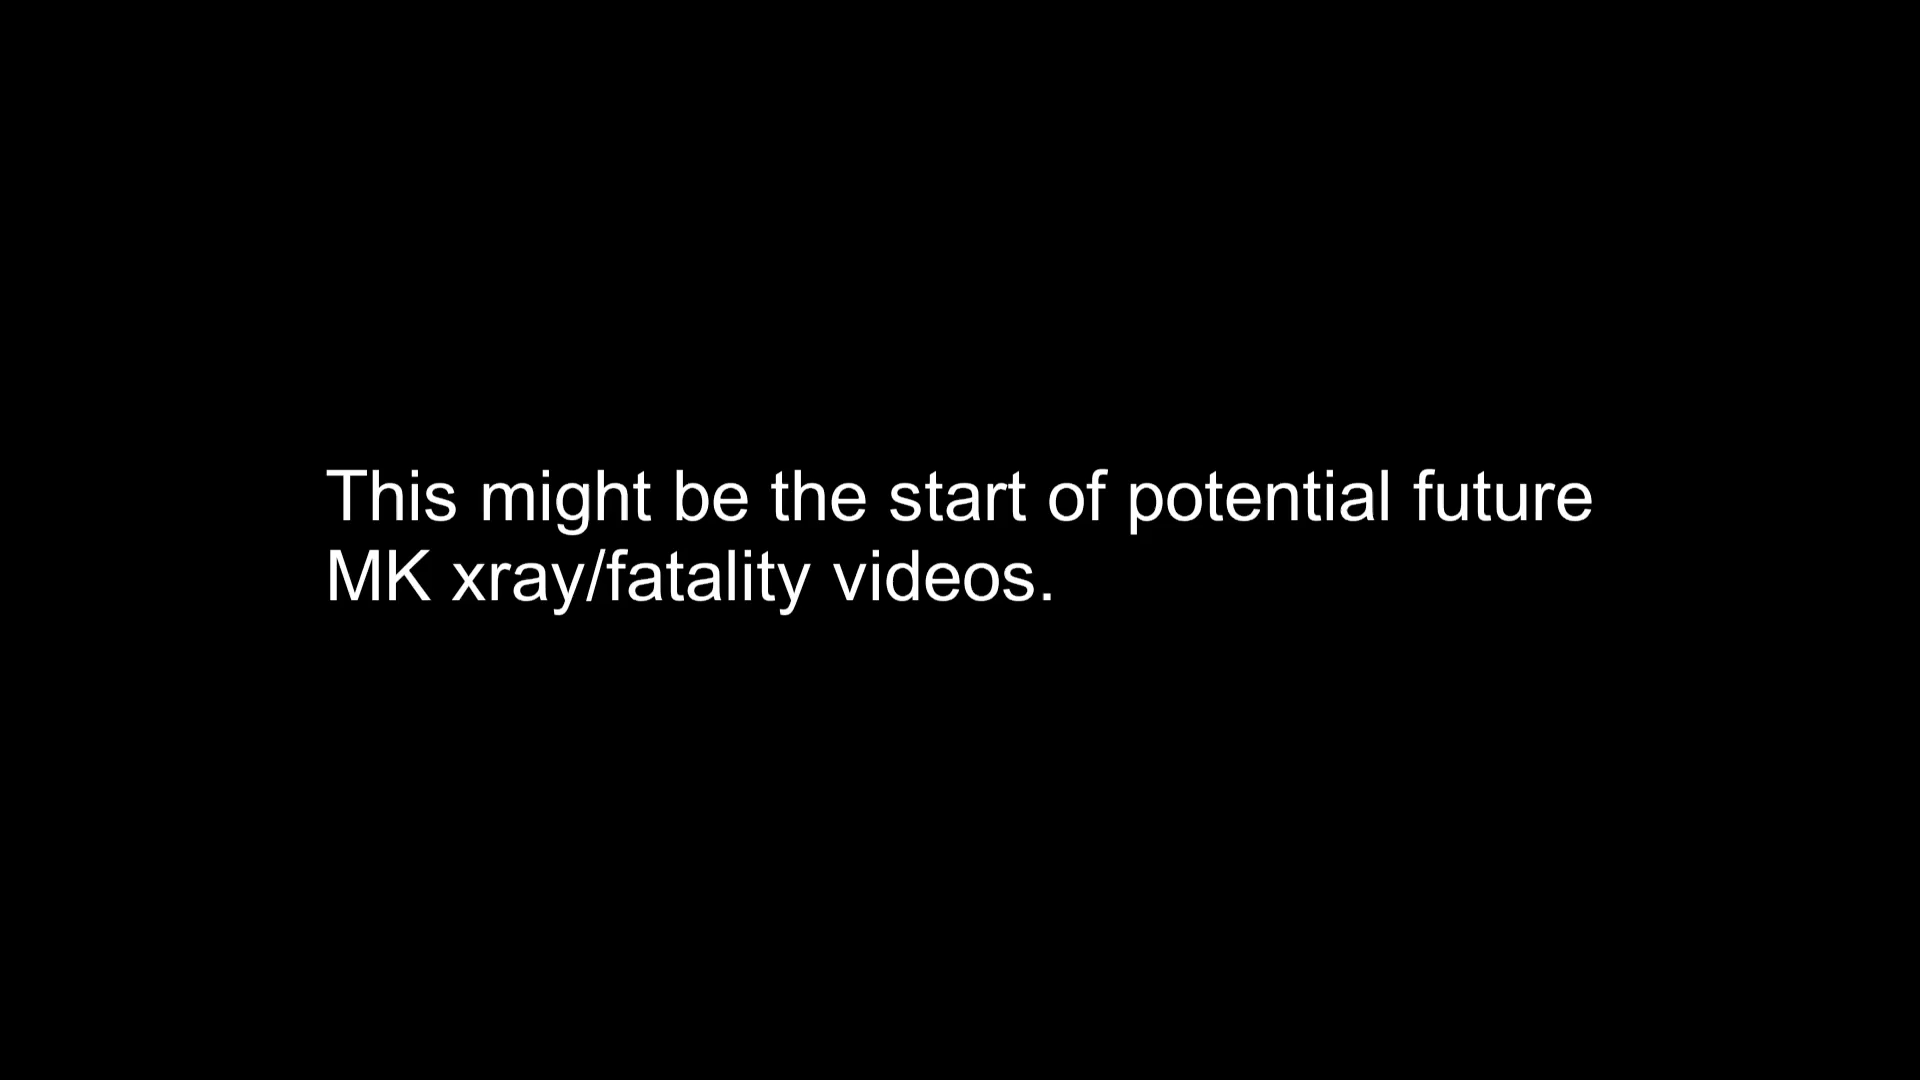 This might be the start of potential future
MK xray/fatality videos.